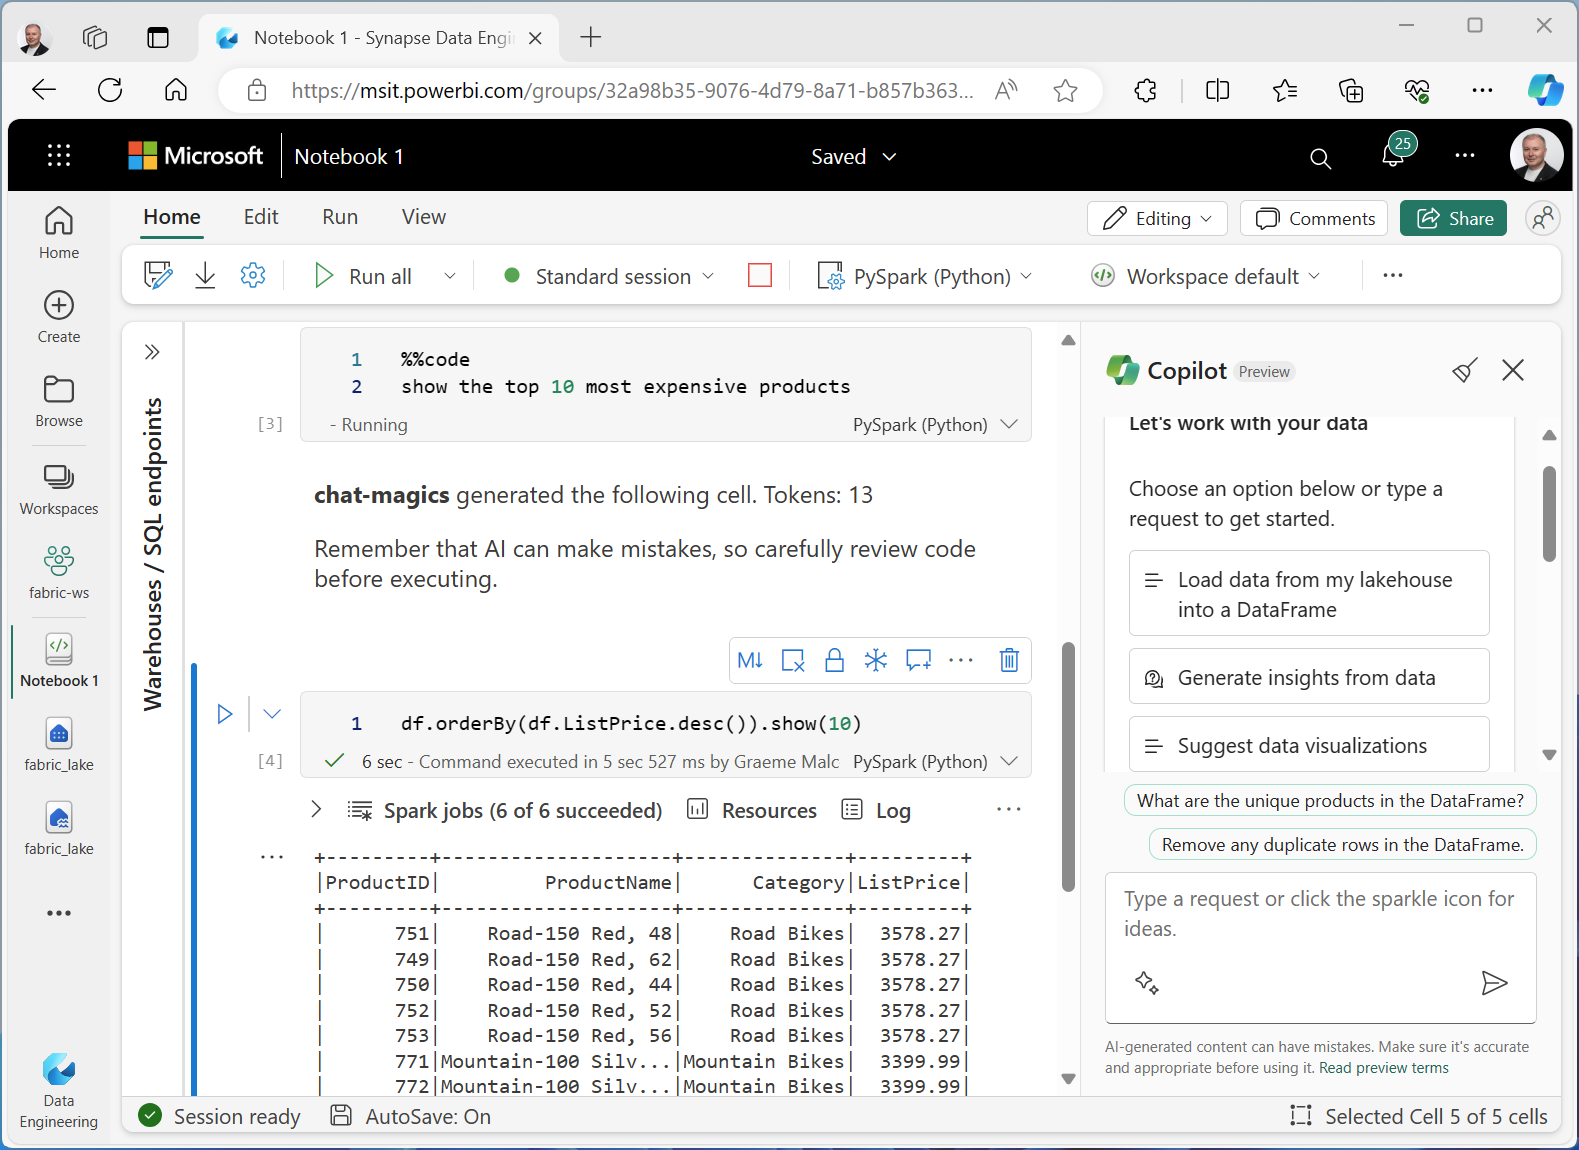 Notebook 1 - Synapse Data Engi
https://msit.powerbi.com/groups/32a98b35-9076-4d79-8a71-b857b363...
Microsoft
Notebook 1
Saved
25
Home
Edit
Run
View
Editing
Comments
Share
Run all
Standard session
PySpark (Python)
Workspace default
Home
Create
Browse
Workspaces
fabric-ws
Notebook 1
fabric_lake
fabric_lake
Data
Engineering
Warehouses / SQL endpoints
1 %%code
2 show the top 10 most expensive products
[3]
- Running
PySpark (Python)
chat-magics generated the following cell. Tokens: 13
Remember that AI can make mistakes, so carefully review code
before executing.
M↓
1 df.orderBy(df.ListPrice.desc()).show(10)
[4]
6 sec - Command executed in 5 sec 527 ms by Graeme Malc
PySpark (Python)
Spark jobs (6 of 6 succeeded)
Resources
Log
+---------+--------------------+--------------+---------+
|ProductID|         ProductName|      Category|ListPrice|
+---------+--------------------+--------------+---------+
|      751|    Road-150 Red, 48|    Road Bikes|  3578.27|
|      749|    Road-150 Red, 62|    Road Bikes|  3578.27|
|      750|    Road-150 Red, 44|    Road Bikes|  3578.27|
|      752|    Road-150 Red, 52|    Road Bikes|  3578.27|
|      753|    Road-150 Red, 56|    Road Bikes|  3578.27|
|      771|Mountain-100 Silv...|Mountain Bikes|  3399.99|
|      772|Mountain-100 Silv...|Mountain Bikes|  3399.99|
Copilot
Preview
Let's work with your data
Choose an option below or type a
request to get started.
Load data from my lakehouse
into a DataFrame
Generate insights from data
Suggest data visualizations
What are the unique products in the DataFrame?
Remove any duplicate rows in the DataFrame.
Type a request or click the sparkle icon for
ideas.
AI-generated content can have mistakes. Make sure it's accurate
and appropriate before using it. Read preview terms
Session ready
AutoSave: On
Selected Cell 5 of 5 cells